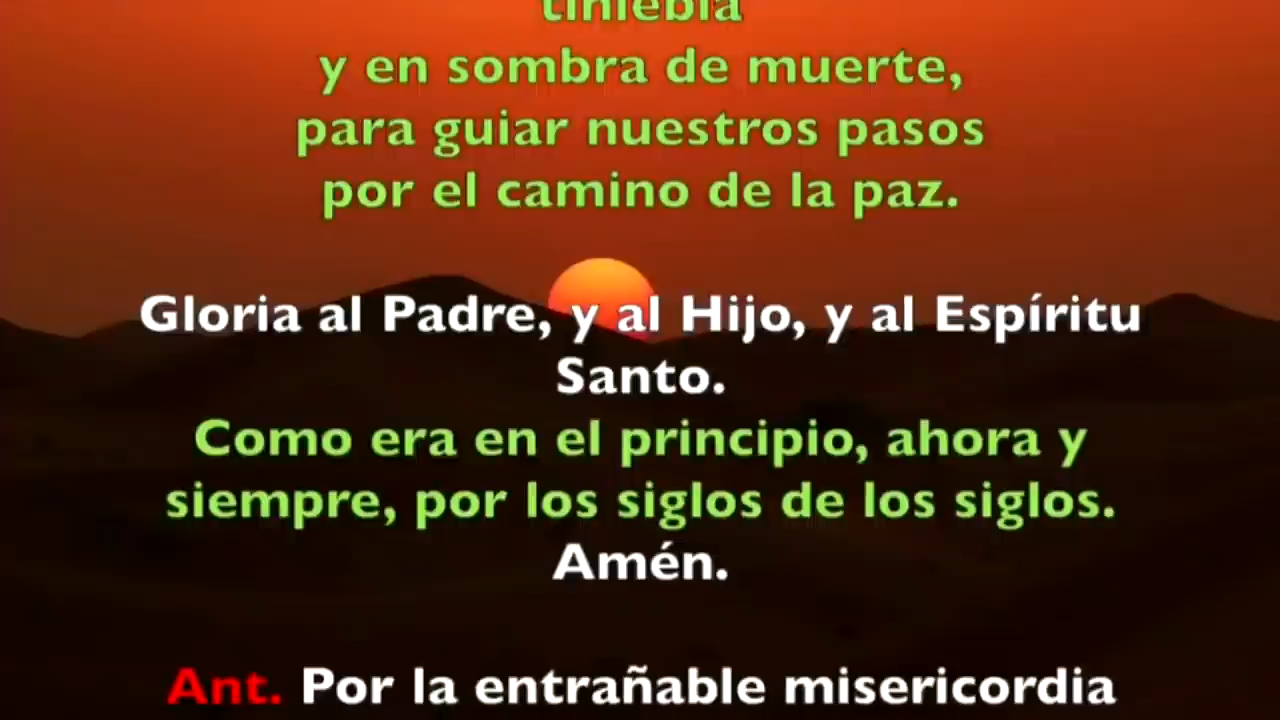 tiniebla
y en sombra de muerte,
para guiar nuestros pasos
por el camino de la paz.
Gloria al Padre, y al Hijo, y al Espíritu
Santo.
Como era en el principio, ahora y
siempre, por los siglos de los siglos.
Amén.
Ant. Por la entrañable misericordia